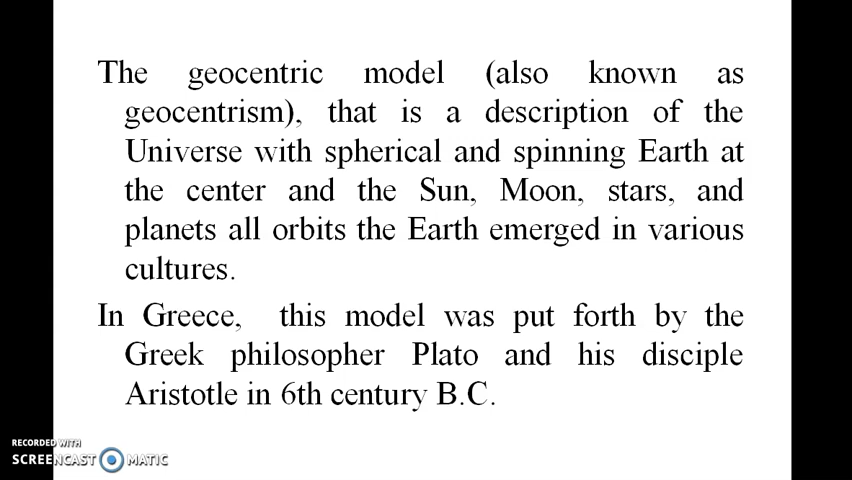 The geocentric model (also known as
geocentrism), that is a description of the
Universe with spherical and spinning Earth at
the center and the Sun, Moon, stars, and
planets all orbits the Earth emerged in various
cultures.
In Greece, this model was put forth by the
Greek philosopher Plato and his disciple
Aristotle in 6th century B.C.
RECORDED WITH
SCREENCAST MATIC